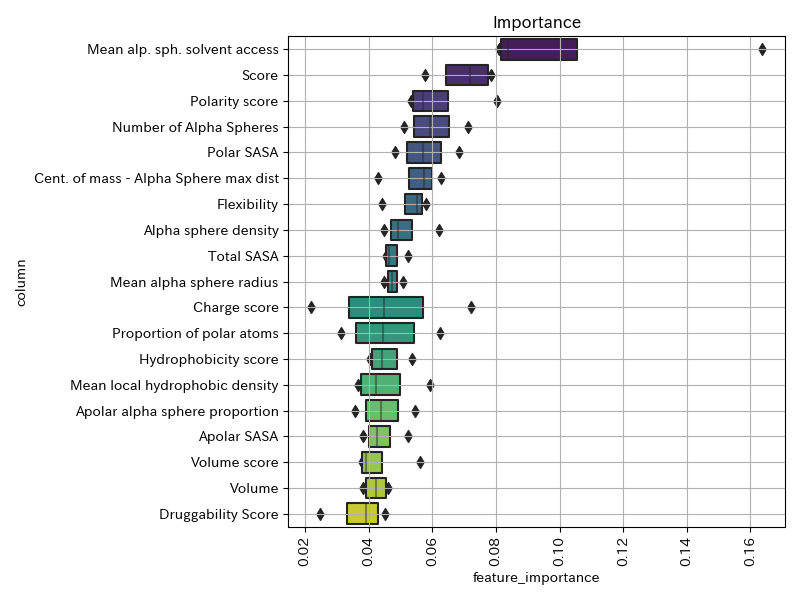 Importance
Mean alp. sph. solvent access
Score
Polarity score
Number of Alpha Spheres
Polar SASA
Cent. of mass - Alpha Sphere max dist
Flexibility
Alpha sphere density
Total SASA
Mean alpha sphere radius
Charge score
Proportion of polar atoms
Hydrophobicity score
Mean local hydrophobic density
Apolar alpha sphere proportion
Apolar SASA
Volume score
Volume
Druggability Score
column
0.02 0.04 0.06 0.08 0.10 0.12 0.14 0.16
feature_importance